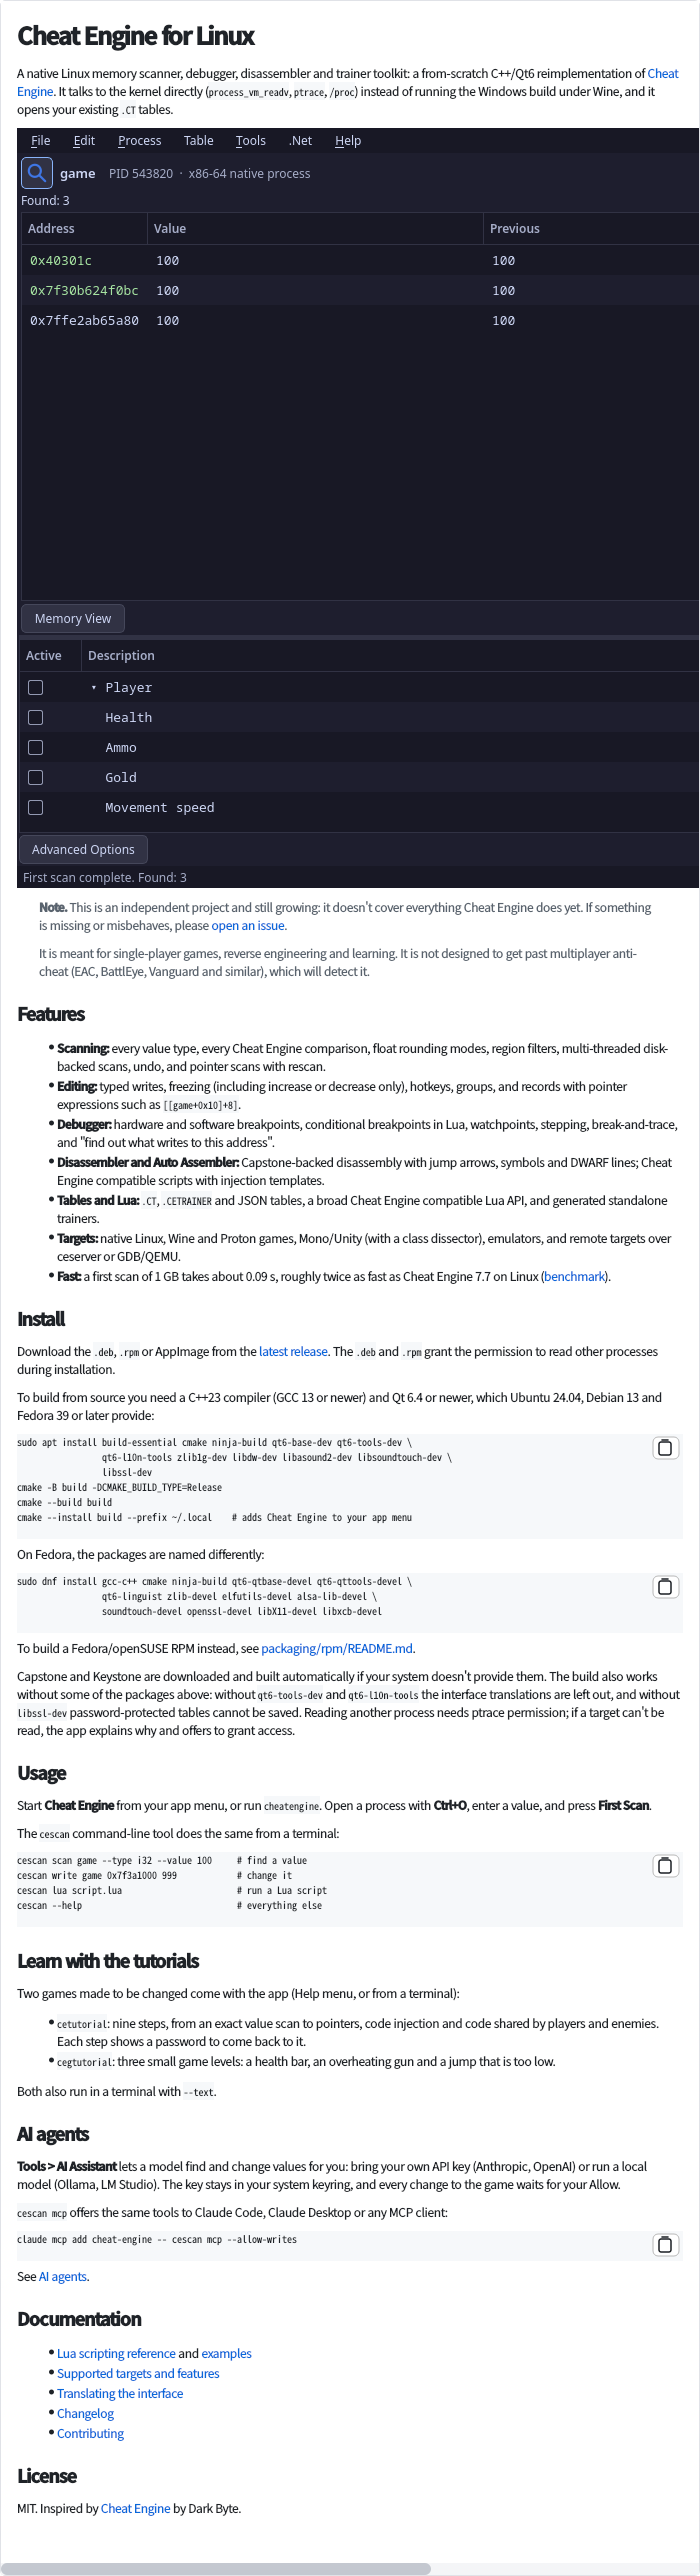 Cheat Engine for Linux
A native Linux memory scanner, debugger, disassembler and trainer toolkit: a from-scratch C++/Qt6 reimplementation of Cheat
Engine. It talks to the kernel directly (process_vm_readv, ptrace, /proc) instead of running the Windows build under Wine, and it
opens your existing .CT tables.
File Edit Process Table Tools .Net Help
game PID 543820 · x86-64 native process
Found: 3
Address Value Previous
0x40301c 100 100
0x7f30b624f0bc 100 100
0x7ffe2ab65a80 100 100
Memory View
Active Description
▾ Player
Health
Ammo
Gold
Movement speed
Advanced Options
First scan complete. Found: 3
Note. This is an independent project and still growing: it doesn't cover everything Cheat Engine does yet. If something
is missing or misbehaves, please open an issue.
It is meant for single-player games, reverse engineering and learning. It is not designed to get past multiplayer anti-
cheat (EAC, BattlEye, Vanguard and similar), which will detect it.
Features
• Scanning: every value type, every Cheat Engine comparison, float rounding modes, region filters, multi-threaded disk-
backed scans, undo, and pointer scans with rescan.
• Editing: typed writes, freezing (including increase or decrease only), hotkeys, groups, and records with pointer
expressions such as [[game+0x10]+8].
• Debugger: hardware and software breakpoints, conditional breakpoints in Lua, watchpoints, stepping, break-and-trace,
and "find out what writes to this address".
• Disassembler and Auto Assembler: Capstone-backed disassembly with jump arrows, symbols and DWARF lines; Cheat
Engine compatible scripts with injection templates.
• Tables and Lua: .CT, .CETRAINER and JSON tables, a broad Cheat Engine compatible Lua API, and generated standalone
trainers.
• Targets: native Linux, Wine and Proton games, Mono/Unity (with a class dissector), emulators, and remote targets over
ceserver or GDB/QEMU.
• Fast: a first scan of 1 GB takes about 0.09 s, roughly twice as fast as Cheat Engine 7.7 on Linux (benchmark).
Install
Download the .deb, .rpm or AppImage from the latest release. The .deb and .rpm grant the permission to read other processes
during installation.
To build from source you need a C++23 compiler (GCC 13 or newer) and Qt 6.4 or newer, which Ubuntu 24.04, Debian 13 and
Fedora 39 or later provide:
sudo apt install build-essential cmake ninja-build qt6-base-dev qt6-tools-dev \
qt6-l10n-tools zlib1g-dev libdw-dev libasound2-dev libsoundtouch-dev \
libssl-dev
cmake -B build -DCMAKE_BUILD_TYPE=Release
cmake --build build
cmake --install build --prefix ~/.local # adds Cheat Engine to your app menu
On Fedora, the packages are named differently:
sudo dnf install gcc-c++ cmake ninja-build qt6-qtbase-devel qt6-qttools-devel \
qt6-linguist zlib-devel elfutils-devel alsa-lib-devel \
soundtouch-devel openssl-devel libX11-devel libxcb-devel
To build a Fedora/openSUSE RPM instead, see packaging/rpm/README.md.
Capstone and Keystone are downloaded and built automatically if your system doesn't provide them. The build also works
without some of the packages above: without qt6-tools-dev and qt6-l10n-tools the interface translations are left out, and without
libssl-dev password-protected tables cannot be saved. Reading another process needs ptrace permission; if a target can't be
read, the app explains why and offers to grant access.
Usage
Start Cheat Engine from your app menu, or run cheatengine. Open a process with Ctrl+O, enter a value, and press First Scan.
The cescan command-line tool does the same from a terminal:
cescan scan game --type i32 --value 100 # find a value
cescan write game 0x7f3a1000 999 # change it
cescan lua script.lua # run a Lua script
cescan --help # everything else
Learn with the tutorials
Two games made to be changed come with the app (Help menu, or from a terminal):
• cetutorial: nine steps, from an exact value scan to pointers, code injection and code shared by players and enemies.
Each step shows a password to come back to it.
• cegtutorial: three small game levels: a health bar, an overheating gun and a jump that is too low.
Both also run in a terminal with --text.
AI agents
Tools > AI Assistant lets a model find and change values for you: bring your own API key (Anthropic, OpenAI) or run a local
model (Ollama, LM Studio). The key stays in your system keyring, and every change to the game waits for your Allow.
cescan mcp offers the same tools to Claude Code, Claude Desktop or any MCP client:
claude mcp add cheat-engine -- cescan mcp --allow-writes
See AI agents.
Documentation
• Lua scripting reference and examples
• Supported targets and features
• Translating the interface
• Changelog
• Contributing
License
MIT. Inspired by Cheat Engine by Dark Byte.